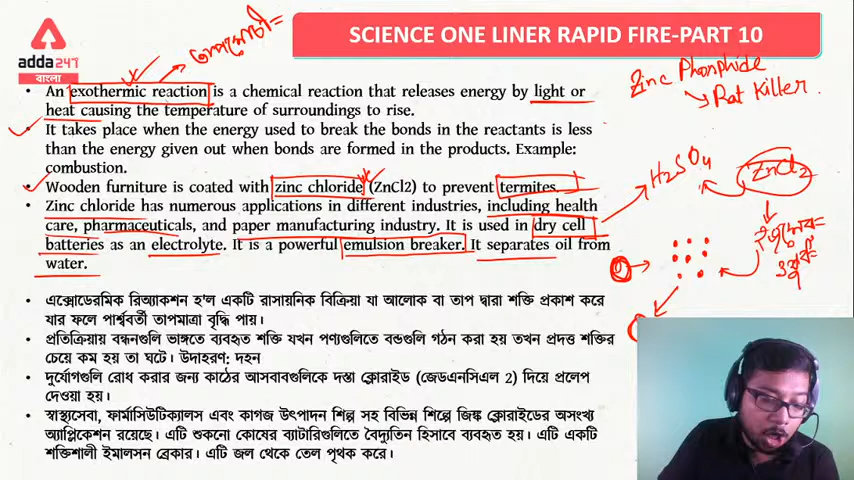 SCIENCE ONE LINER RAPID FIRE-PART 10
adda247
বাংলা
• An exothermic reaction is a chemical reaction that releases energy by light or
heat causing the temperature of surroundings to rise.
• It takes place when the energy used to break the bonds in the reactants is less
than the energy given out when bonds are formed in the products. Example:
combustion.
• Wooden furniture is coated with zinc chloride (ZnCl2) to prevent termites.
• Zinc chloride has numerous applications in different industries, including health
care, pharmaceuticals, and paper manufacturing industry. It is used in dry cell
batteries as an electrolyte. It is a powerful emulsion breaker. It separates oil from
water.
Zinc Phonphide
Rat Killer.
H2SO4
ZnCl2
• এক্সোডেরমিক রিঅ্যাকশন হ'ল একটি রাসায়নিক বিক্রিয়া যা আলোক বা তাপ দ্বারা শক্তি প্রকাশ করে
যার ফলে পার্শ্ববর্তী তাপমাত্রা বৃদ্ধি পায়।
• প্রতিক্রিয়ায় বন্ধনগুলি ভাঙ্গতে ব্যবহৃত শক্তি যখন পণ্যগুলিতে বন্ডগুলি গঠন করা হয় তখন প্রদত্ত শক্তির
চেয়ে কম হয় তা ঘটে। উদাহরণ: দহন
• দুর্যোগগুলি রোধ করার জন্য কাঠের আসবাবগুলিকে দস্তা ক্লোরাইড (জেডএনসিএল 2) দিয়ে প্রলেপ
দেওয়া হয়।
• স্বাস্থ্যসেবা, ফার্মাসিউটিক্যালস এবং কাগজ উৎপাদন শিল্প সহ বিভিন্ন শিল্পে জিঙ্ক ক্লোরাইডের অসংখ্য
অ্যাপ্লিকেশন রয়েছে। এটি শুকনো কোষের ব্যাটারিগুলিতে বৈদ্যুতিন হিসাবে ব্যবহৃত হয়। এটি একটি
শক্তিশালী ইমালসন ব্রেকার। এটি জল থেকে তেল পৃথক করে।